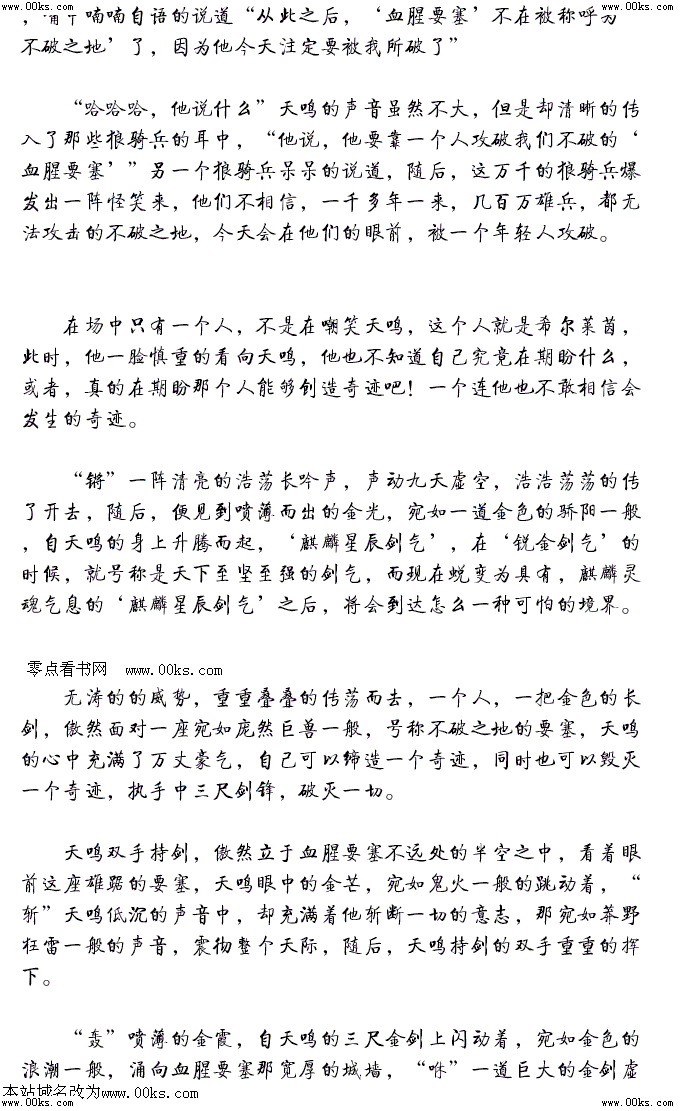 www.00ks.com www.00ks.com
喃喃自语的说道“从此之后，‘血腥要塞’不在被称呼为
不破之地’了，因为他今天注定要被我所破了”
“哈哈哈，他说什么”天鸣的声音虽然不大，但是却清晰的传
入了那些狼骑兵的耳中，“他说，他要靠一个人攻破我们不破的‘
血腥要塞’”另一个狼骑兵呆呆的说道，随后，这万千的狼骑兵爆
发出一阵怪笑来，他们不相信，一千多年一来，几百万雄兵，都无
法攻击的不破之地，今天会在他们的眼前，被一个年轻人攻破。
在场中只有一个人，不是在嘲笑天鸣，这个人就是希尔莱茵，
此时，他一脸慎重的看向天鸣，他也不知道自己究竟在期盼什么，
或者，真的在期盼那个人能够创造奇迹吧！一个连他也不敢相信会
发生的奇迹。
“锵”一阵清亮的浩荡长吟声，声动九天虚空，浩浩荡荡的传
了开去，随后，便见到喷薄而出的金光，宛如一道金色的骄阳一般
，自天鸣的身上升腾而起，‘麒麟星辰剑气’，在‘锐金剑气’的
时候，就号称是天下至坚至强的剑气，而现在蜕变为具有，麒麟灵
魂气息的‘麒麟星辰剑气’之后，将会到达怎么一种可怕的境界。
零点看书网 www.00ks.com
无涛的的威势，重重叠叠的传荡而去，一个人，一把金色的长
剑，傲然面对一座宛如庞然巨兽一般，号称不破之地的要塞，天鸣
的心中充满了万丈豪气，自己可以缔造一个奇迹，同时也可以毁灭
一个奇迹，执手中三尺剑锋，破灭一切。
天鸣双手持剑，傲然立于血腥要塞不远处的半空之中，看着眼
前这座雄踞的要塞，天鸣眼中的金芒，宛如鬼火一般的跳动着，“
斩”天鸣低沉的声音中，却充满着他斩断一切的意志，那宛如莽野
狂雷一般的声音，震彻整个天际，随后，天鸣持剑的双手重重的挥
下。
“轰”喷薄的金霞，自天鸣的三尺金剑上闪动着，宛如金色的
浪潮一般，涌向血腥要塞那宽厚的城墙，“咻”一道巨大的金剑虚
本站域名改为www.00ks.com
www.00ks.com www.00ks.com